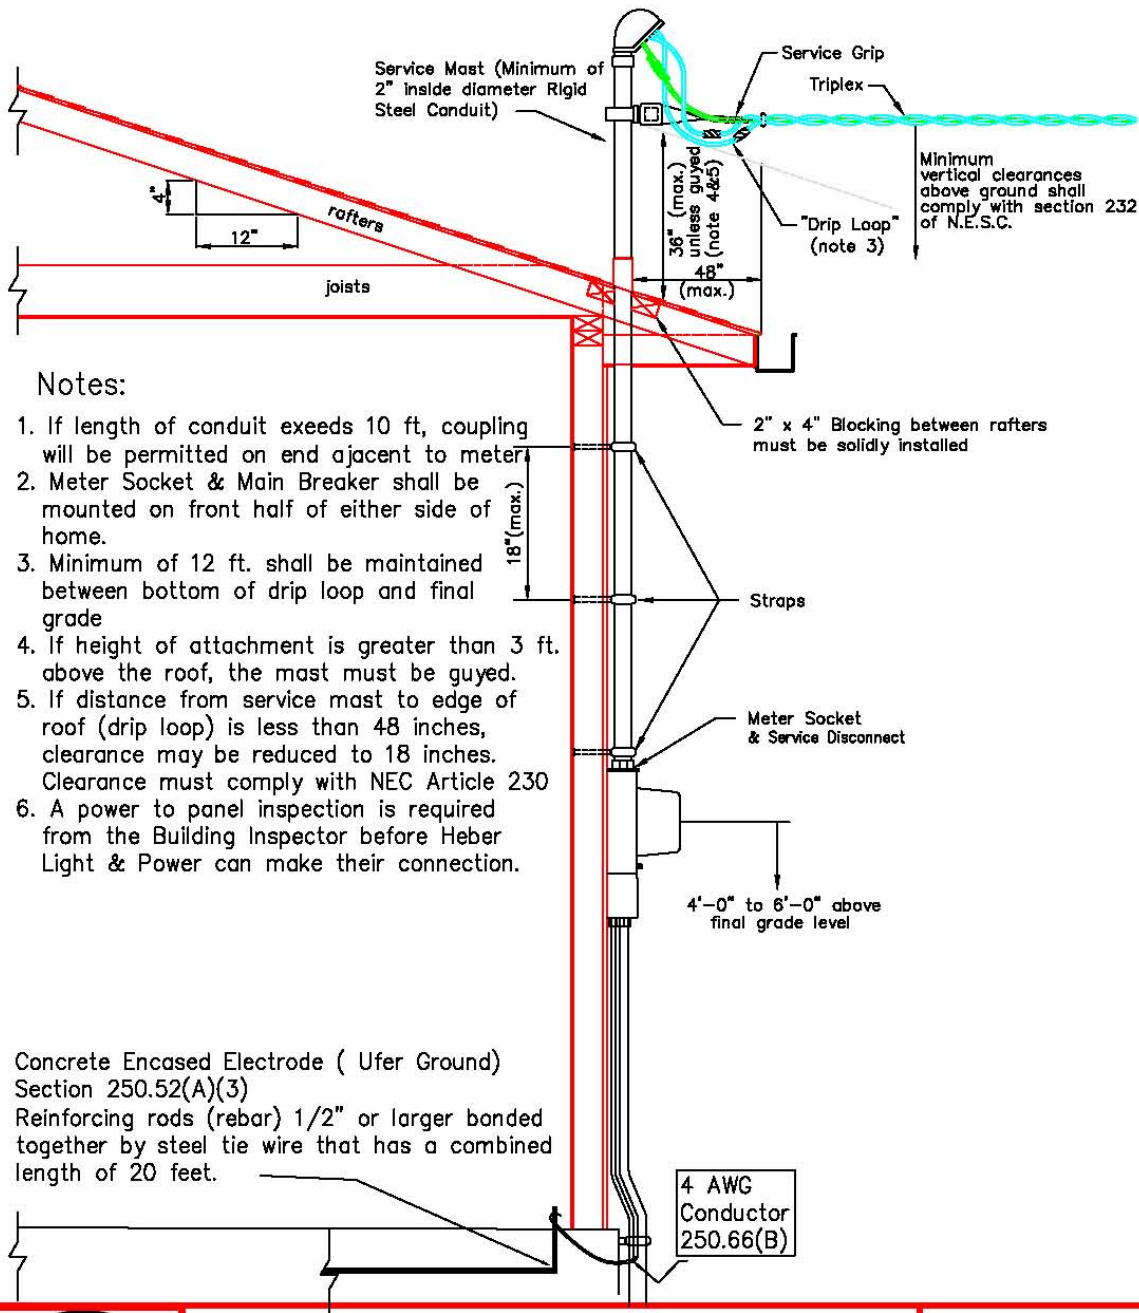 Service Mast (Minimum of
2" inside diameter Rigid
Steel Conduit)
Service Grip
Triplex
Minimum
vertical clearances
above ground shall
comply with section 232
of N.E.S.C.
"Drip Loop"
(note 3)
36" (max.)
unless guyed
(note 4&5)
48"
(max.)
4"
12"
rafters
joists
2" x 4" Blocking between rafters
must be solidly installed
Notes:
1. If length of conduit exeeds 10 ft, coupling
will be permitted on end ajacent to meter
2. Meter Socket & Main Breaker shall be
mounted on front half of either side of
home.
3. Minimum of 12 ft. shall be maintained
between bottom of drip loop and final
grade
4. If height of attachment is greater than 3 ft.
above the roof, the mast must be guyed.
5. If distance from service mast to edge of
roof (drip loop) is less than 48 inches,
clearance may be reduced to 18 inches.
Clearance must comply with NEC Article 230
6. A power to panel inspection is required
from the Building Inspector before Heber
Light & Power can make their connection.
18"(max.)
Straps
Meter Socket
& Service Disconnect
4'-0" to 6'-0" above
final grade level
Concrete Encased Electrode ( Ufer Ground)
Section 250.52(A)(3)
Reinforcing rods (rebar) 1/2" or larger bonded
together by steel tie wire that has a combined
length of 20 feet.
4 AWG
Conductor
250.66(B)